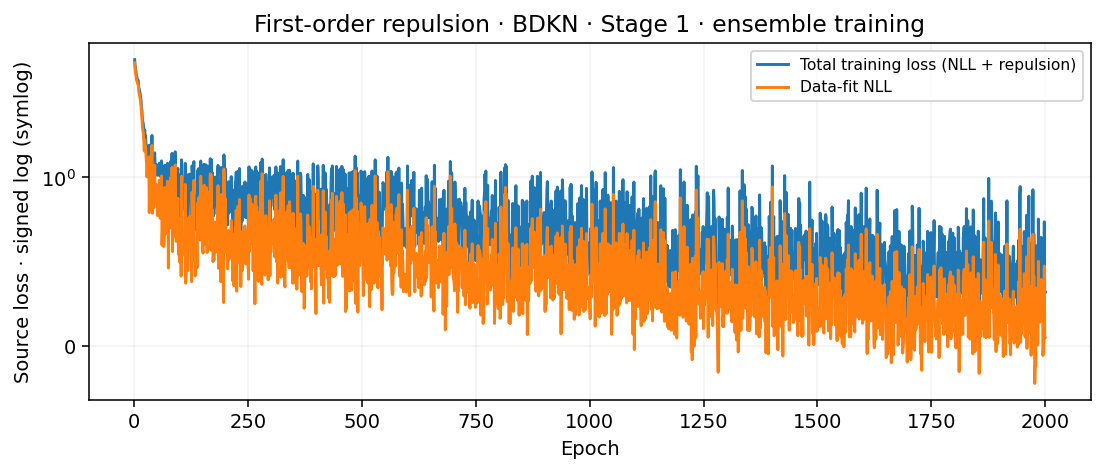 First-order repulsion · BDKN · Stage 1 · ensemble training
Source loss · signed log (symlog)
10⁰
0
Total training loss (NLL + repulsion)
Data-fit NLL
0 250 500 750 1000 1250 1500 1750 2000
Epoch